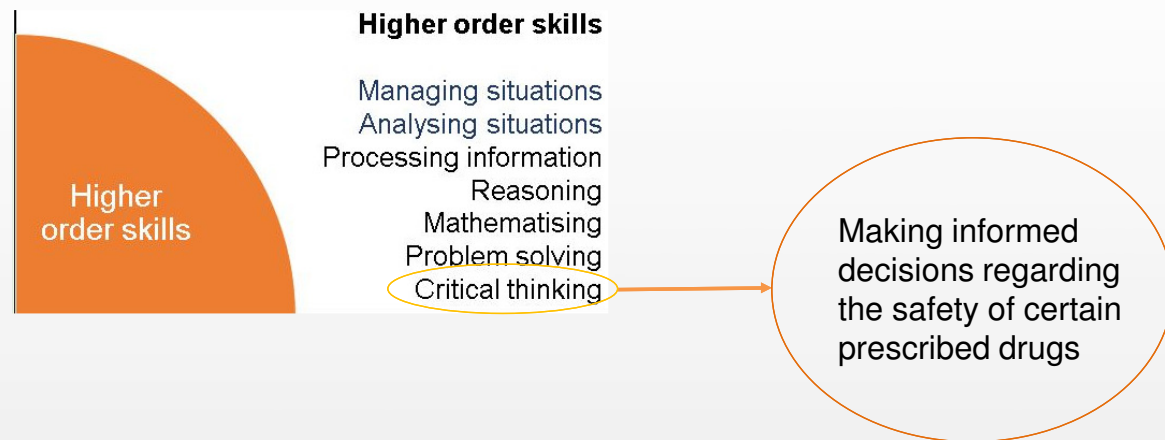 Higher order skills
Managing situations
Analysing situations
Processing information
Reasoning
Mathematising
Problem solving
Critical thinking
Higher
order skills
Making informed
decisions regarding
the safety of certain
prescribed drugs